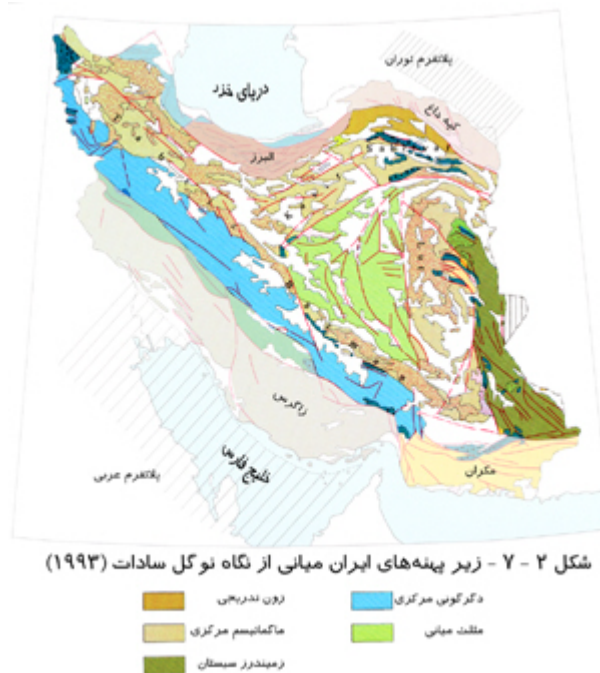 پلاتفرم توران
دریای خزر
کپه داغ
البرز
زاگرس
خلیج فارس
پلاتفرم عربی
مکران
شکل ۲ - ۷ - زیر پهنه‌های ایران میانی از نگاه نوگل سادات (۱۹۹۳)
زون تدریجی
دگرگونی مرکزی
ماگماتیسم مرکزی
مثلث میانی
زمیندرز سیستان